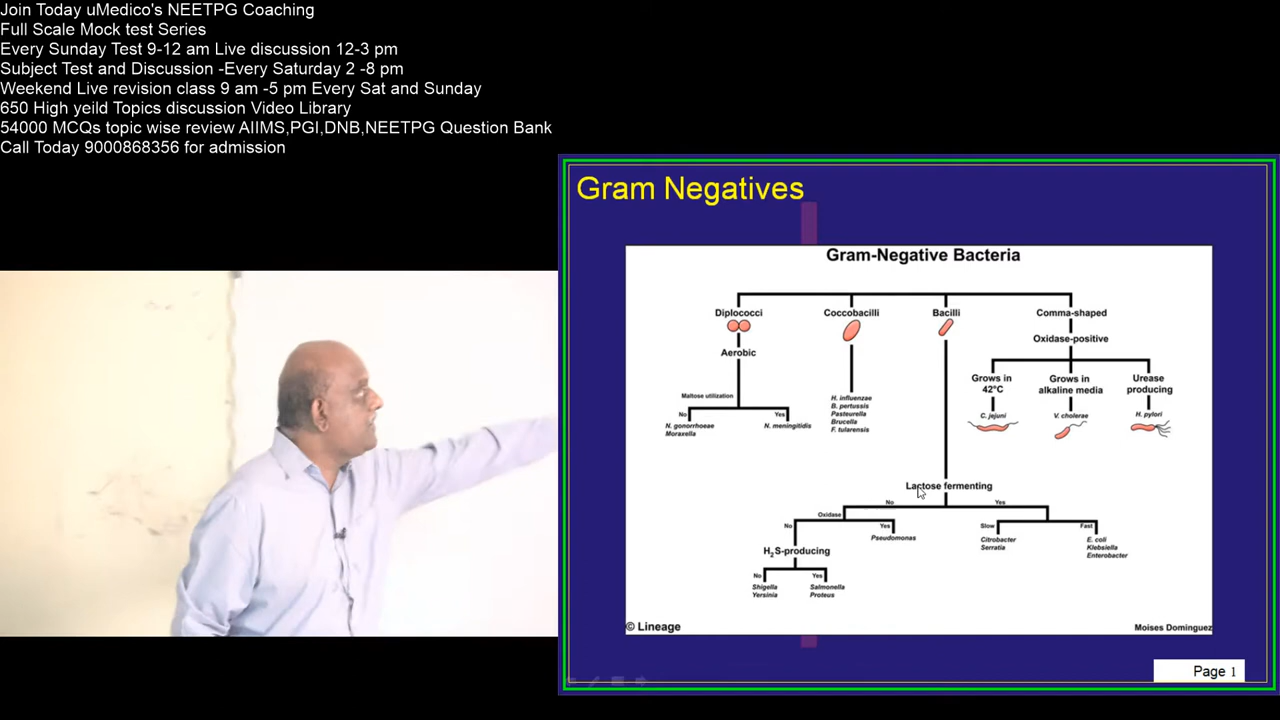 Join Today uMedico's NEETPG Coaching
Full Scale Mock test Series
Every Sunday Test 9-12 am Live discussion 12-3 pm
Subject Test and Discussion -Every Saturday 2 -8 pm
Weekend Live revision class 9 am -5 pm Every Sat and Sunday
650 High yeild Topics discussion Video Library
54000 MCQs topic wise review AIIMS,PGI,DNB,NEETPG Question Bank
Call Today 9000868356 for admission
Gram Negatives
Gram-Negative Bacteria
Diplococci
Coccobacilli
Bacilli
Comma-shaped
Oxidase-positive
Aerobic
Grows in
42°C
Grows in
alkaline media
Urease
producing
Maltose utilization
H. influenzae
B. pertussis
Pasteurella
Brucella
F. tularensis
No
Yes
N. gonorrhoeae
Moraxella
N. meningitidis
C. jejuni
V. cholerae
H. pylori
Lactose fermenting
No
Yes
Oxidase
No
Yes
Pseudomonas
Slow
Fast
Citrobacter
Serratia
E. coli
Klebsiella
Enterobacter
H2S-producing
No
Yes
Shigella
Yersinia
Salmonella
Proteus
© Lineage
Moises Dominguez
Page 1